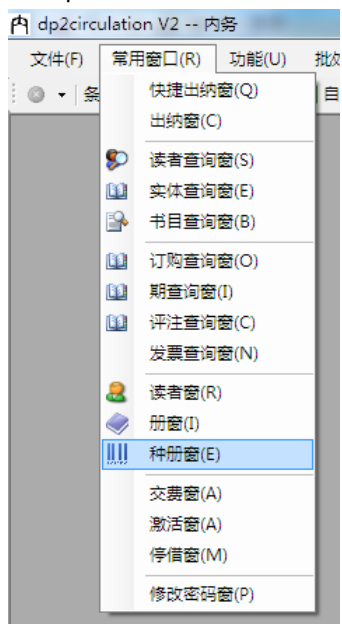 内 dp2circulation V2 -- 内务
文件(F) 常用窗口(R) 功能(U)
条
自
快捷出纳窗(Q)
出纳窗(C)
读者查询窗(S)
实体查询窗(E)
书目查询窗(B)
订购查询窗(O)
期查询窗(I)
评注查询窗(C)
发票查询窗(N)
读者窗(R)
册窗(I)
种册窗(E)
交费窗(A)
激活窗(A)
停借窗(M)
修改密码窗(P)